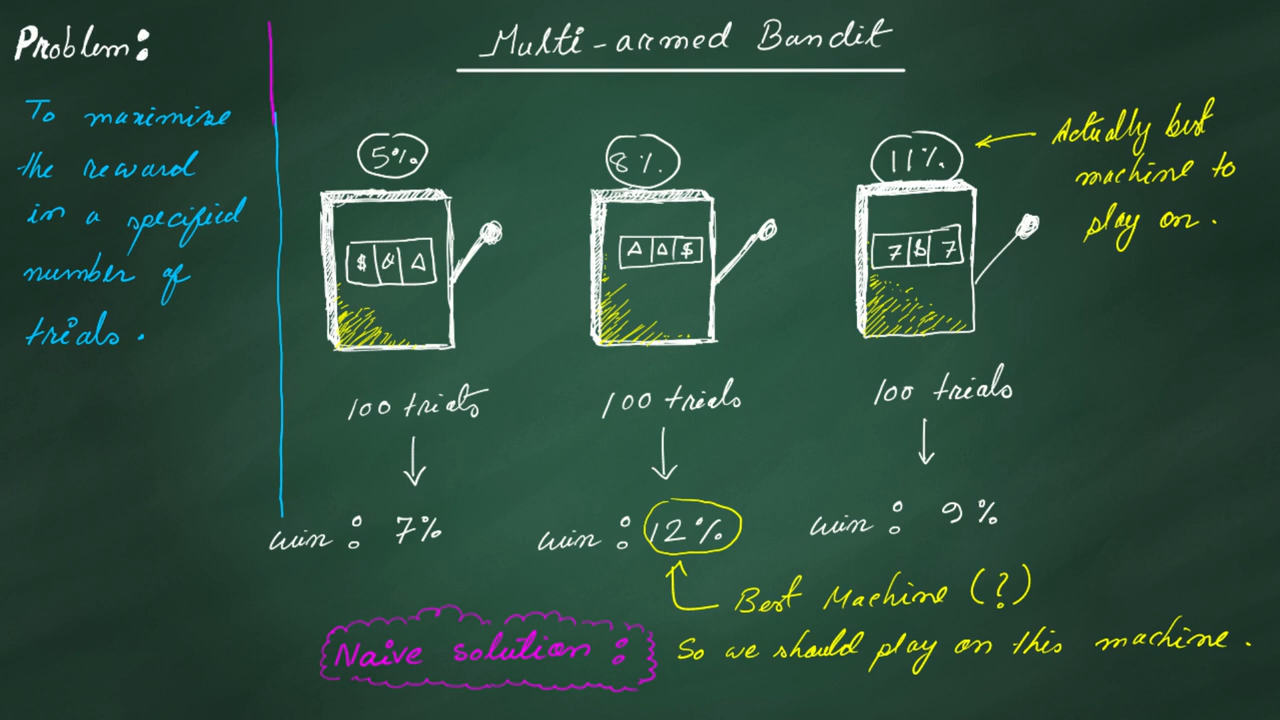 Problem:
To maximize
the reward
in a specified
number of
trials.
Multi-armed Bandit
5%
8%
11%
Actually best
machine to
play on.
$ & Δ
Δ Δ $
7 $ 7
100 trials
100 trials
100 trials
win : 7%
win : 12%
win : 9%
Best Machine (?)
Naive solution :
So we should play on this machine.